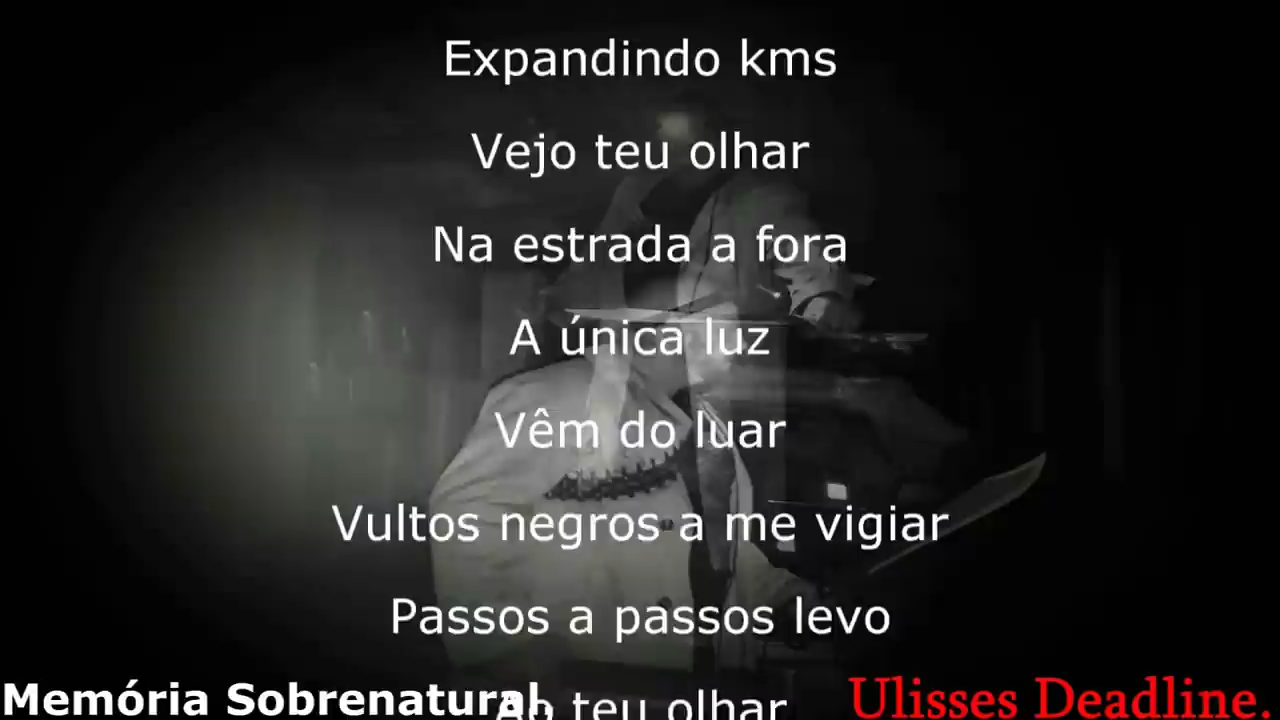 Expandindo kms
Vejo teu olhar
Na estrada a fora
A única luz
Vêm do luar
Vultos negros a me vigiar
Passos a passos levo
Ao teu olhar
Memória Sobrenatural.
Ulisses Deadline.